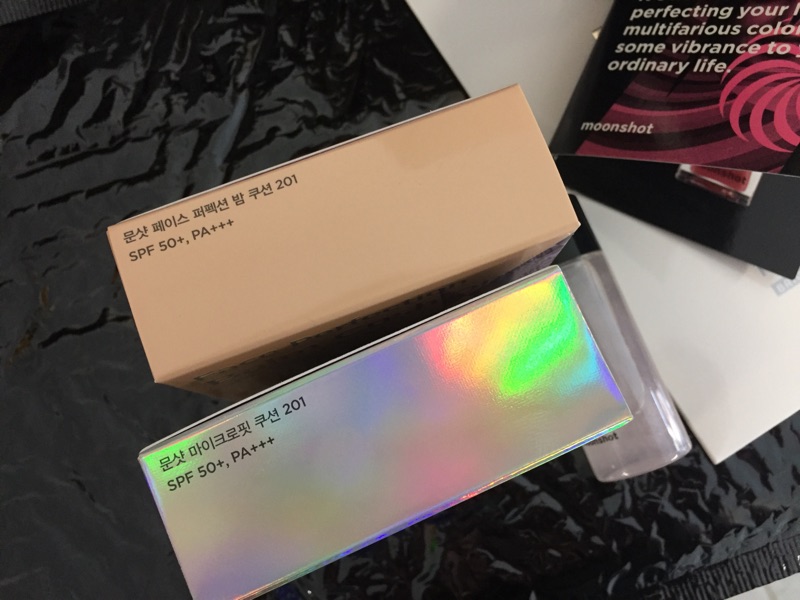 perfecting your
multifarious color
some vibrance to
ordinary life.
moonshot
문샷 페이스 퍼펙션 밤 쿠션 201
SPF 50+, PA+++
문샷 마이크로핏 쿠션 201
SPF 50+, PA+++